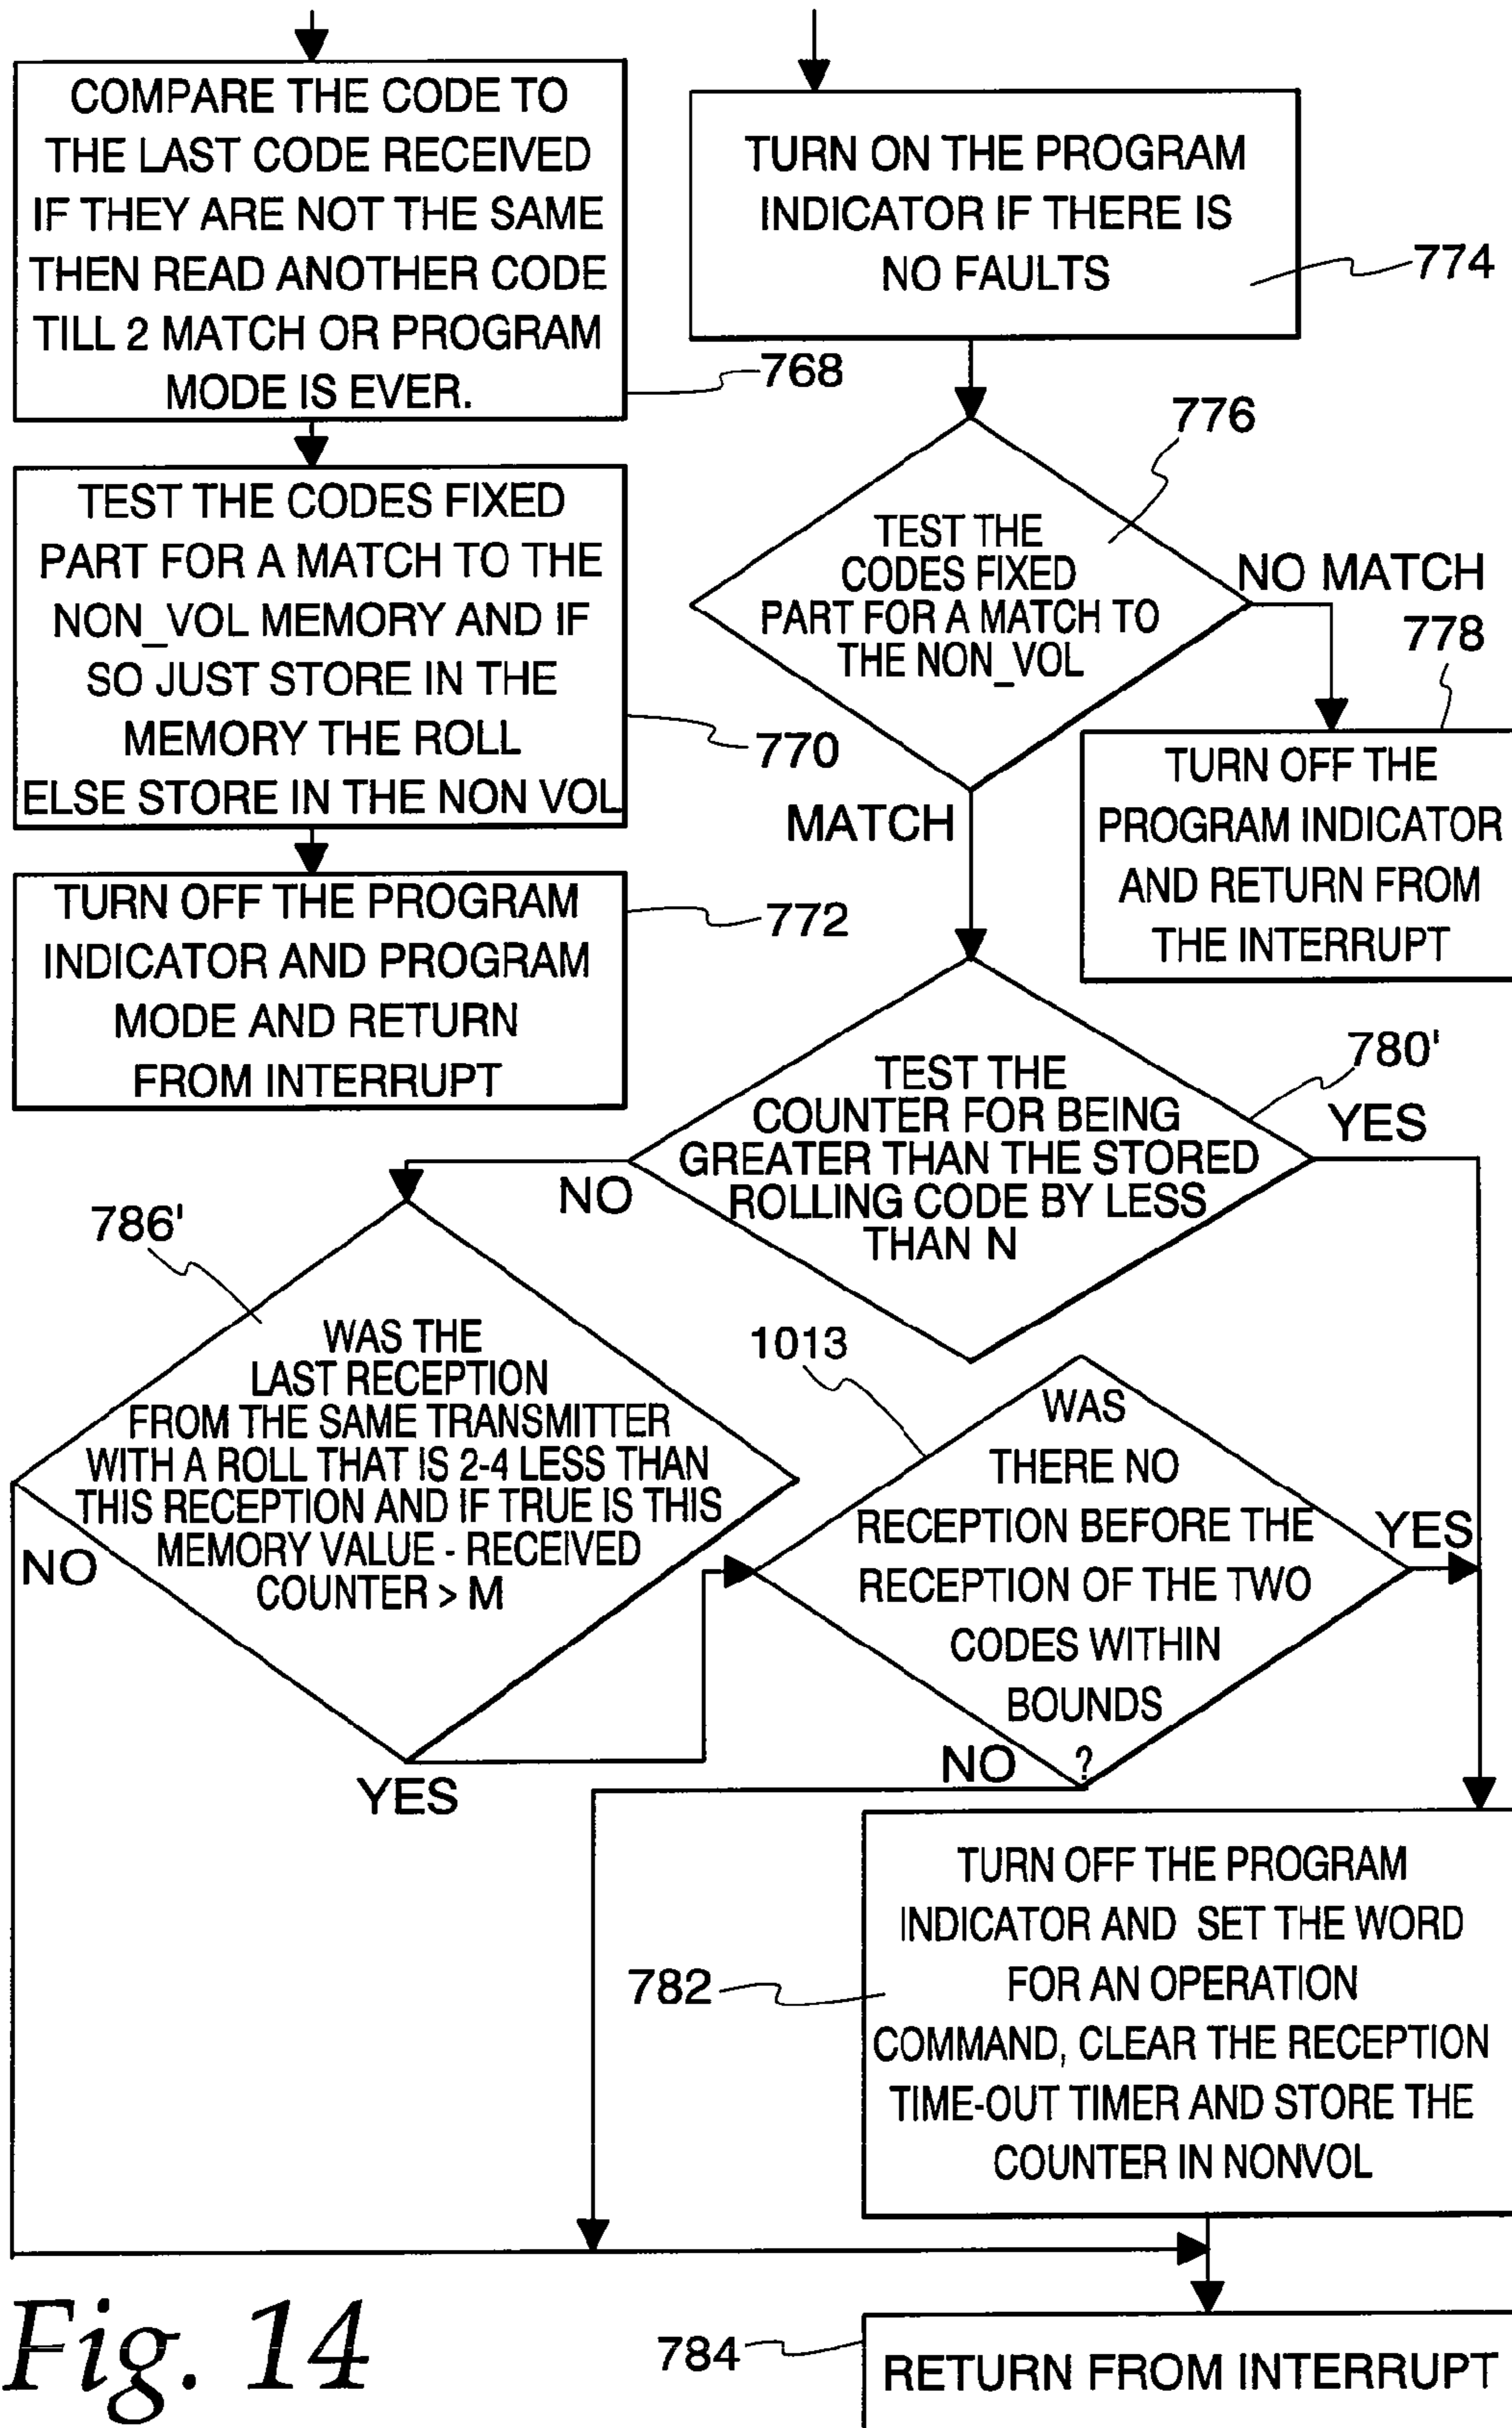 COMPARE THE CODE TO
THE LAST CODE RECEIVED
IF THEY ARE NOT THE SAME
THEN READ ANOTHER CODE
TILL 2 MATCH OR PROGRAM
MODE IS EVER.
768
TEST THE CODES FIXED
PART FOR A MATCH TO THE
NON_VOL MEMORY AND IF
SO JUST STORE IN THE
MEMORY THE ROLL
ELSE STORE IN THE NON VOL
770
TURN OFF THE PROGRAM
INDICATOR AND PROGRAM
MODE AND RETURN
FROM INTERRUPT
772
TURN ON THE PROGRAM
INDICATOR IF THERE IS
NO FAULTS
774
776
TEST THE
CODES FIXED
PART FOR A MATCH TO
THE NON_VOL
NO MATCH
778
MATCH
TURN OFF THE
PROGRAM INDICATOR
AND RETURN FROM
THE INTERRUPT
780'
TEST THE
COUNTER FOR BEING
GREATER THAN THE STORED
ROLLING CODE BY LESS
THAN N
YES
NO
786'
WAS THE
LAST RECEPTION
FROM THE SAME TRANSMITTER
WITH A ROLL THAT IS 2-4 LESS THAN
THIS RECEPTION AND IF TRUE IS THIS
MEMORY VALUE - RECEIVED
COUNTER > M
NO
YES
1013
WAS
THERE NO
RECEPTION BEFORE THE
RECEPTION OF THE TWO
CODES WITHIN
BOUNDS
?
YES
NO
782
TURN OFF THE PROGRAM
INDICATOR AND SET THE WORD
FOR AN OPERATION
COMMAND, CLEAR THE RECEPTION
TIME-OUT TIMER AND STORE THE
COUNTER IN NONVOL
784
RETURN FROM INTERRUPT
Fig. 14